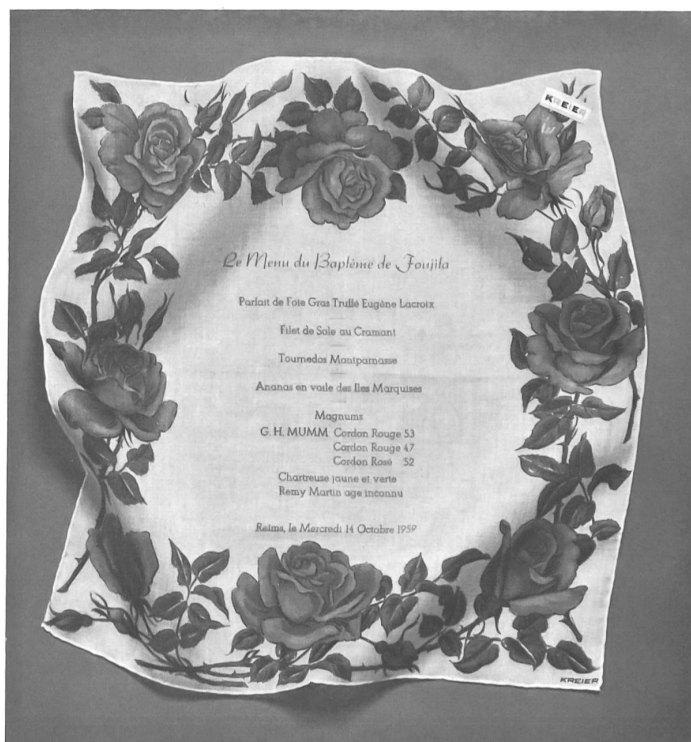 KREIER
Le Menu du Baptême de Foujita
Parfait de Foie Gras Truffé Eugène Lacroix
Filet de Sole au Cramant
Tournedos Montparnasse
Ananas en voile des Iles Marquises
Magnums
G. H. MUMM Cordon Rouge 53
Cordon Rouge 47
Cordon Rosé 52
Chartreuse jaune et verte
Remy Martin age inconnu
Reims, le Mercredi 14 Octobre 1959
KREIER